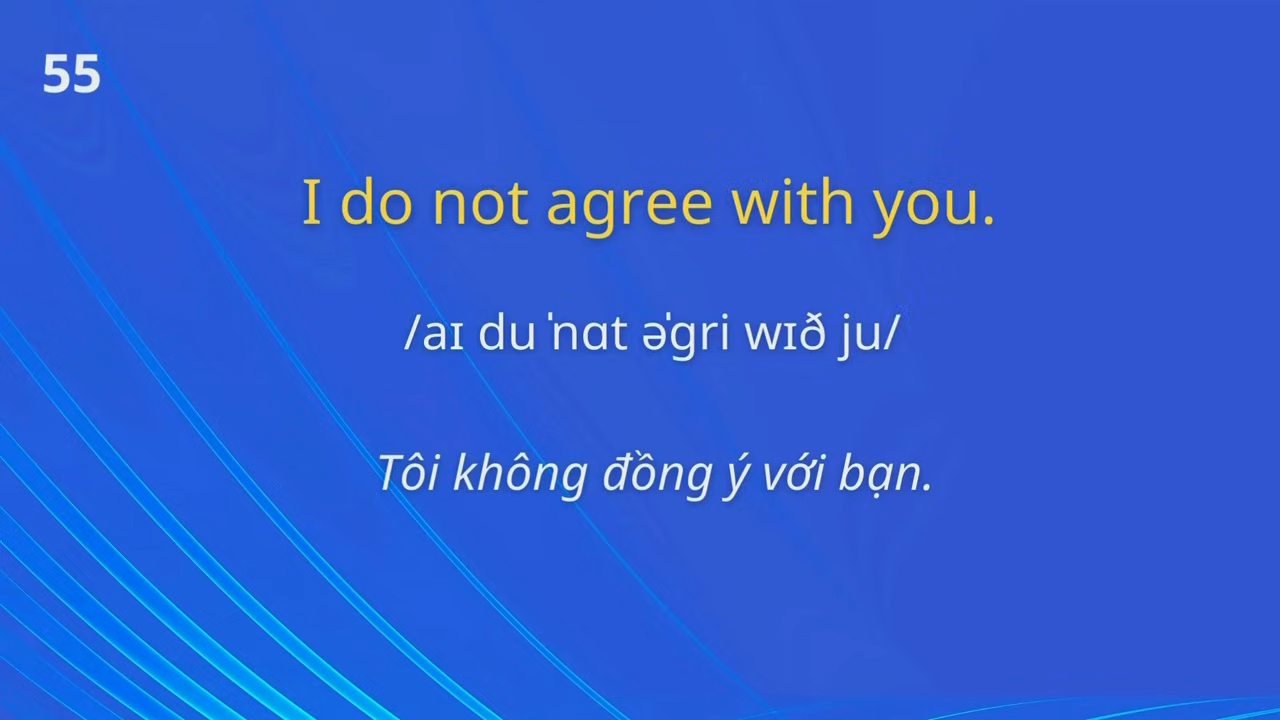 55
I do not agree with you.
/aɪ du ˈnɑt əˈgri wɪð ju/
Tôi không đồng ý với bạn.